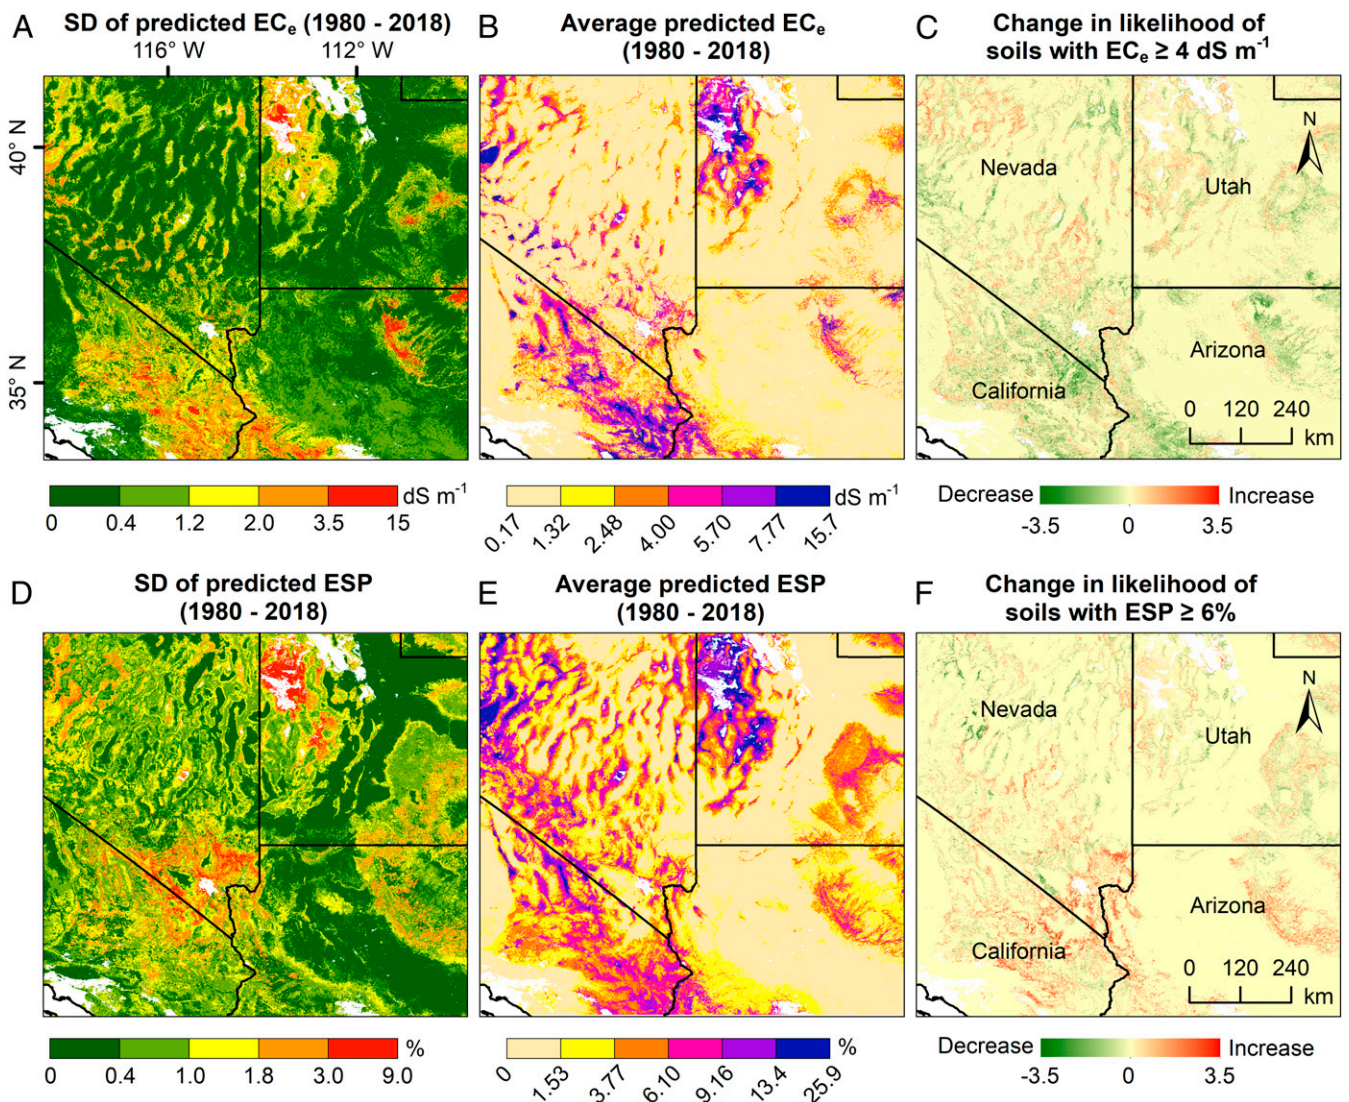 A
SD of predicted ECe (1980 - 2018)
116° W
112° W
40° N
35° N
dS m-1
0 0.4 1.2 2.0 3.5 15
B
Average predicted ECe
(1980 - 2018)
dS m-1
0.17 1.32 2.48 4.00 5.70 7.77 15.7
C
Change in likelihood of
soils with ECe ≥ 4 dS m-1
N
Nevada
Utah
Arizona
California
0 120 240
km
Decrease
Increase
-3.5 0 3.5
D
SD of predicted ESP
(1980 - 2018)
%
0 0.4 1.0 1.8 3.0 9.0
E
Average predicted ESP
(1980 - 2018)
%
0 1.53 3.77 6.10 9.16 13.4 25.9
F
Change in likelihood of
soils with ESP ≥ 6%
N
Nevada
Utah
Arizona
California
0 120 240
km
Decrease
Increase
-3.5 0 3.5